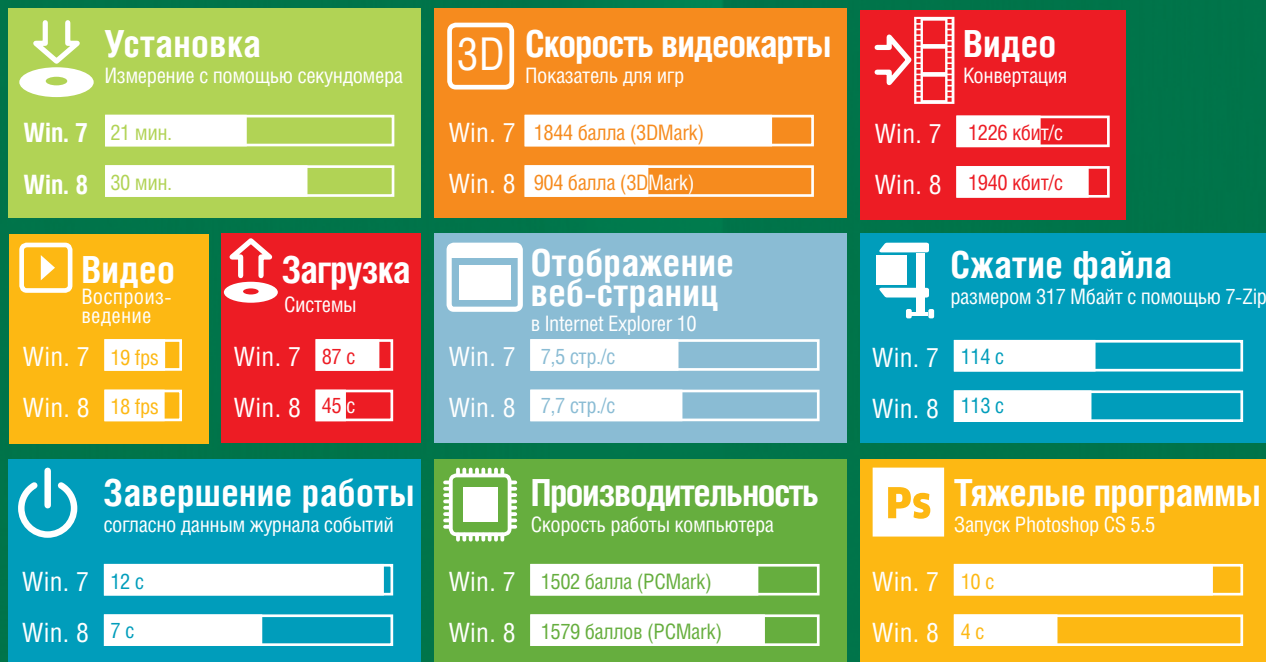 Установка
Измерение с помощью секундомера
Win. 7 21 мин.
Win. 8 30 мин.
3D
Скорость видеокарты
Показатель для игр
Win. 7 1844 балла (3DMark)
Win. 8 904 балла (3DMark)
Видео
Конвертация
Win. 7 1226 кбит/с
Win. 8 1940 кбит/с
Видео
Воспроиз-
ведение
Win. 7 19 fps
Win. 8 18 fps
Загрузка
Системы
Win. 7 87 с
Win. 8 45 с
Отображение
веб-страниц
в Internet Explorer 10
Win. 7 7,5 стр./с
Win. 8 7,7 стр./с
Сжатие файла
размером 317 Мбайт с помощью 7-Zip
Win. 7 114 с
Win. 8 113 с
Завершение работы
согласно данным журнала событий
Win. 7 12 с
Win. 8 7 с
Производительность
Скорость работы компьютера
Win. 7 1502 балла (PCMark)
Win. 8 1579 баллов (PCMark)
Ps
Тяжелые программы
Запуск Photoshop CS 5.5
Win. 7 10 с
Win. 8 4 с